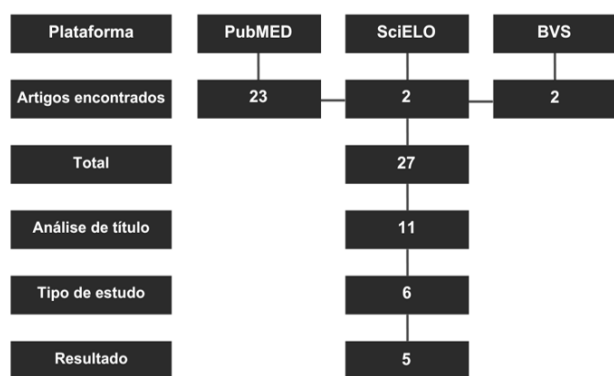 Plataforma PubMED SciELO BVS
Artigos encontrados 23 2 2
Total 27
Análise de título 11
Tipo de estudo 6
Resultado 5